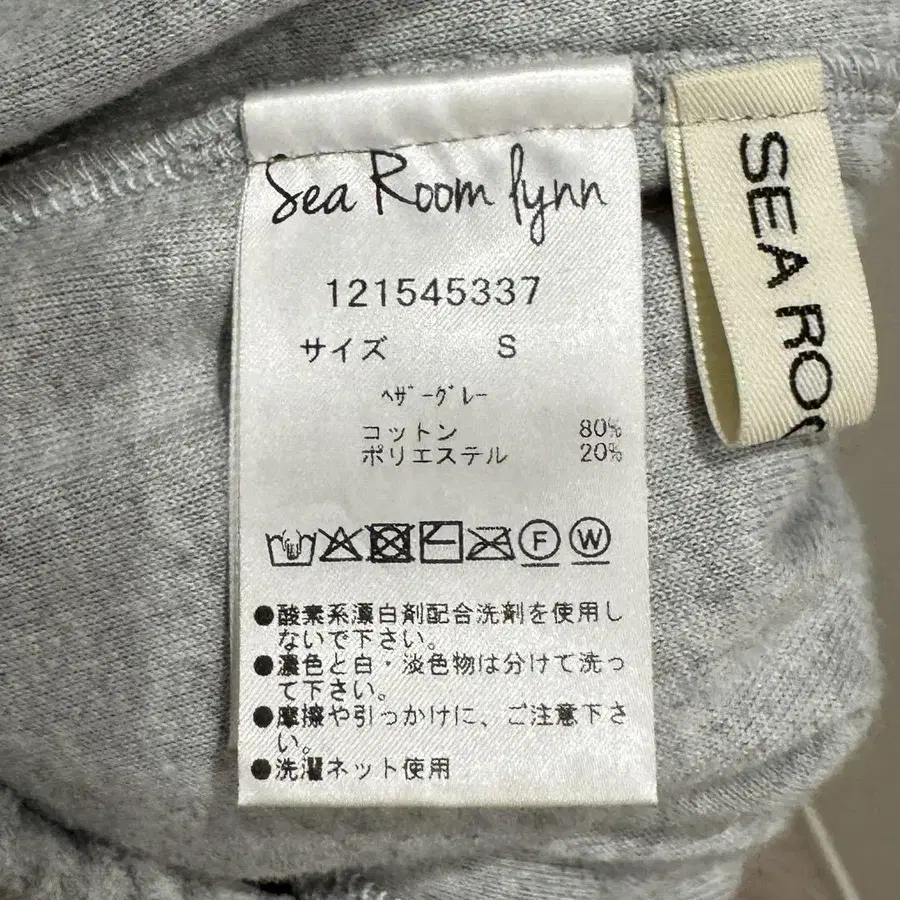 Sea Room lynn
121545337
サイズ S
ヘザーグレー
コットン 80%
ポリエステル 20%
F W
●酸素系漂白剤配合洗剤を使用し
ないで下さい。
●濃色と白・淡色物は分けて洗っ
て下さい。
●摩擦や引っかけに、ご注意下さ
い。
●洗濯ネット使用
SEA ROO